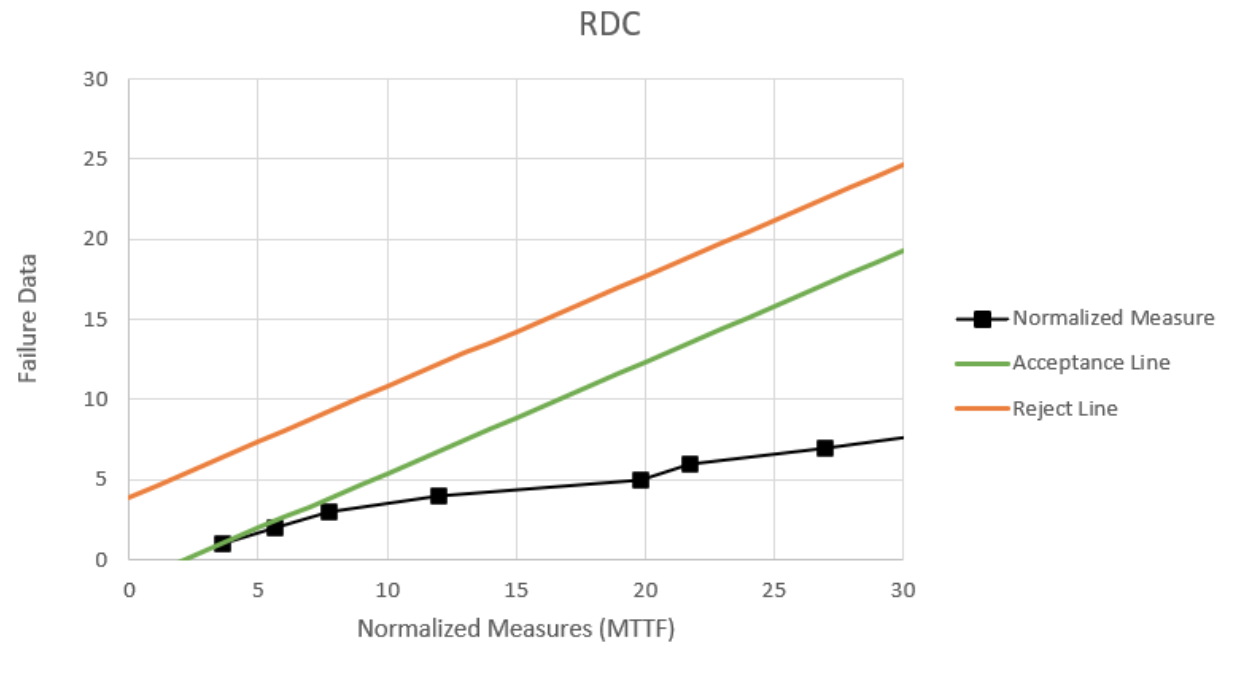 RDC
30
25
20
15
10
5
0
Failure Data
0 5 10 15 20 25 30
Normalized Measures (MTTF)
Normalized Measure
Acceptance Line
Reject Line